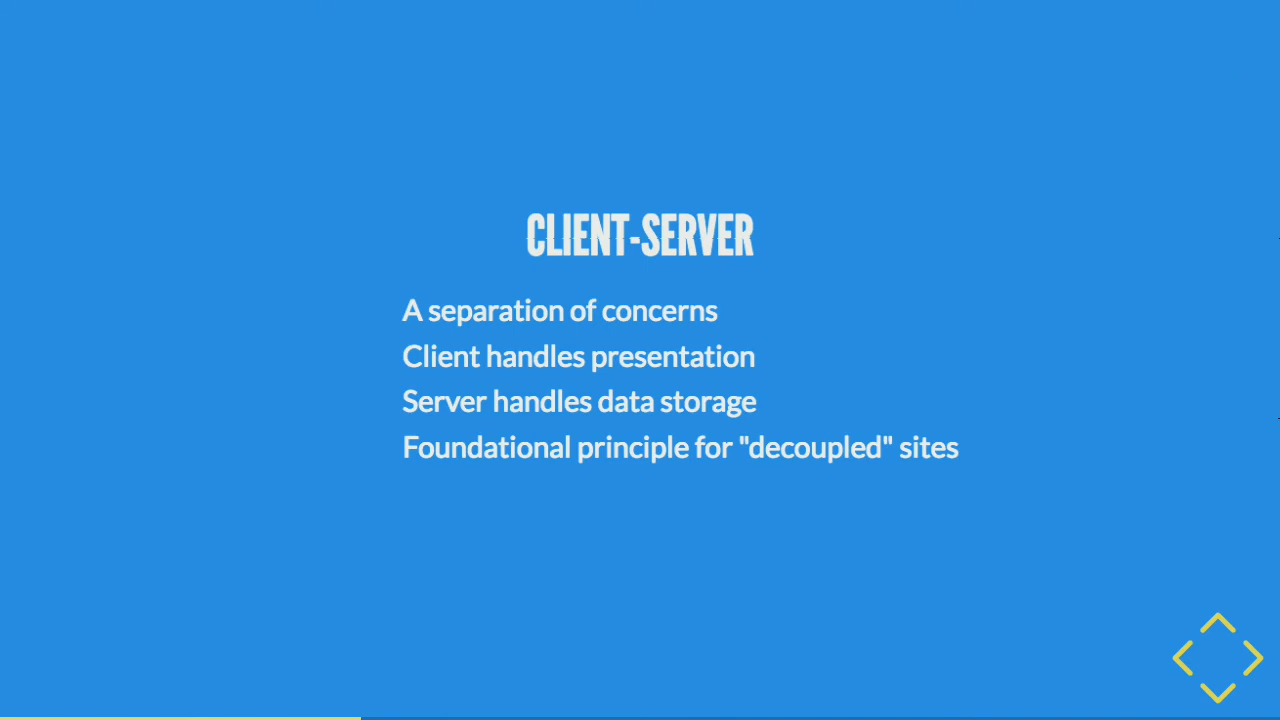 CLIENT-SERVER
A separation of concerns
Client handles presentation
Server handles data storage
Foundational principle for "decoupled" sites